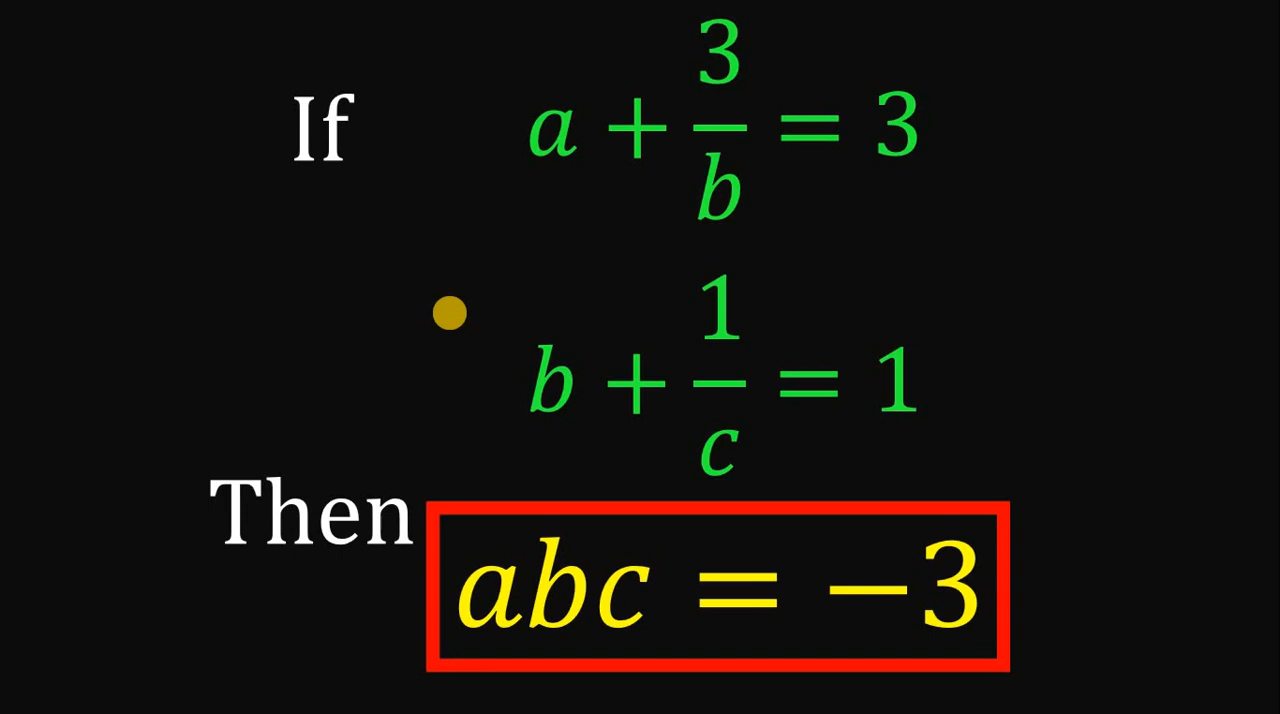 If a + 3/b = 3
b + 1/c = 1
Then abc = −3